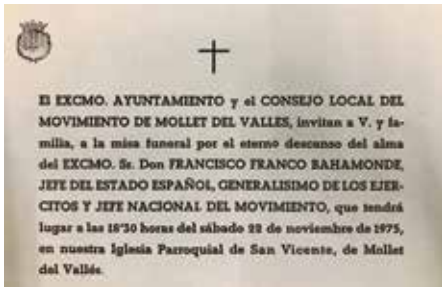 El EXCMO. AYUNTAMIENTO y el CONSEJO LOCAL DEL
MOVIMIENTO DE MOLLET DEL VALLES, invitan a V. y fa-
milia, a la misa funeral por el eterno descanso del alma
del EXCMO. Sr. Don FRANCISCO FRANCO BAHAMONDE,
JEFE DEL ESTADO ESPAÑOL, GENERALISIMO DE LOS EJER-
CITOS Y JEFE NACIONAL DEL MOVIMIENTO, que tendrá
lugar a las 18'30 horas del sábado 22 de noviembre de 1975,
en nuestra Iglesia Parroquial de San Vicente, de Mollet
del Vallés.